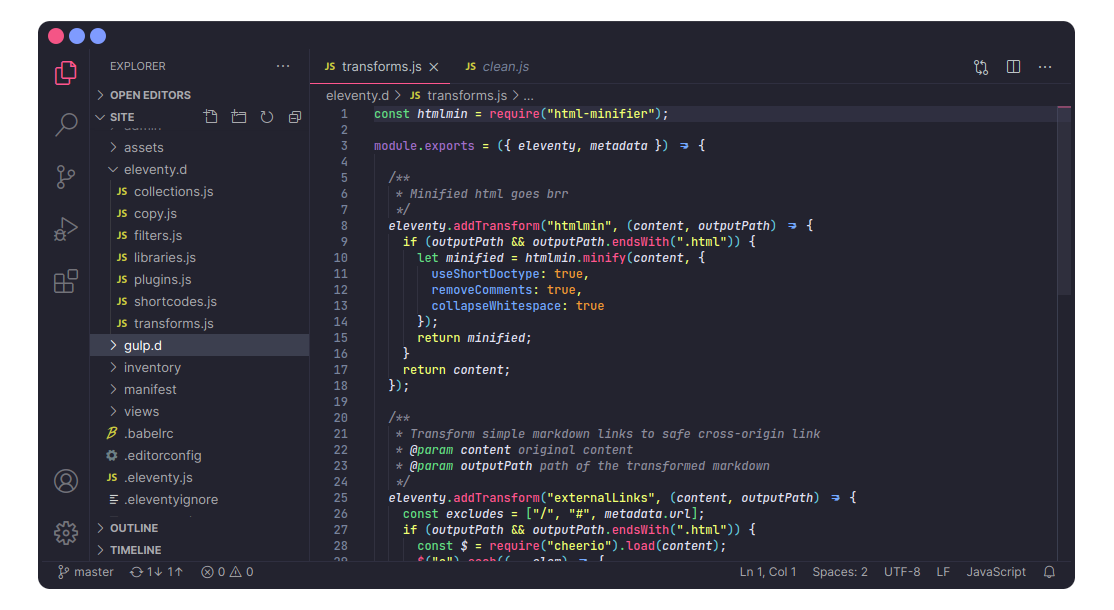 EXPLORER
OPEN EDITORS
SITE
admin
assets
eleventy.d
JS collections.js
JS copy.js
JS filters.js
JS libraries.js
JS plugins.js
JS shortcodes.js
JS transforms.js
gulp.d
inventory
manifest
views
.babelrc
.editorconfig
JS .eleventy.js
.eleventyignore
OUTLINE
TIMELINE
JS transforms.js JS clean.js
eleventy.d > JS transforms.js > ...
1 const htmlmin = require("html-minifier");
2
3 module.exports = ({ eleventy, metadata }) => {
4
5 /**
6 * Minified html goes brr
7 */
8 eleventy.addTransform("htmlmin", (content, outputPath) => {
9 if (outputPath && outputPath.endsWith(".html")) {
10 let minified = htmlmin.minify(content, {
11 useShortDoctype: true,
12 removeComments: true,
13 collapseWhitespace: true
14 });
15 return minified;
16 }
17 return content;
18 });
19
20 /**
21 * Transform simple markdown links to safe cross-origin link
22 * @param content original content
23 * @param outputPath path of the transformed markdown
24 */
25 eleventy.addTransform("externalLinks", (content, outputPath) => {
26 const excludes = ["/", "#", metadata.url];
27 if (outputPath && outputPath.endsWith(".html")) {
28 const $ = require("cheerio").load(content);
29 $("a").each((_, elem) => {
master 1↓ 1↑ 0 0 Ln 1, Col 1 Spaces: 2 UTF-8 LF JavaScript